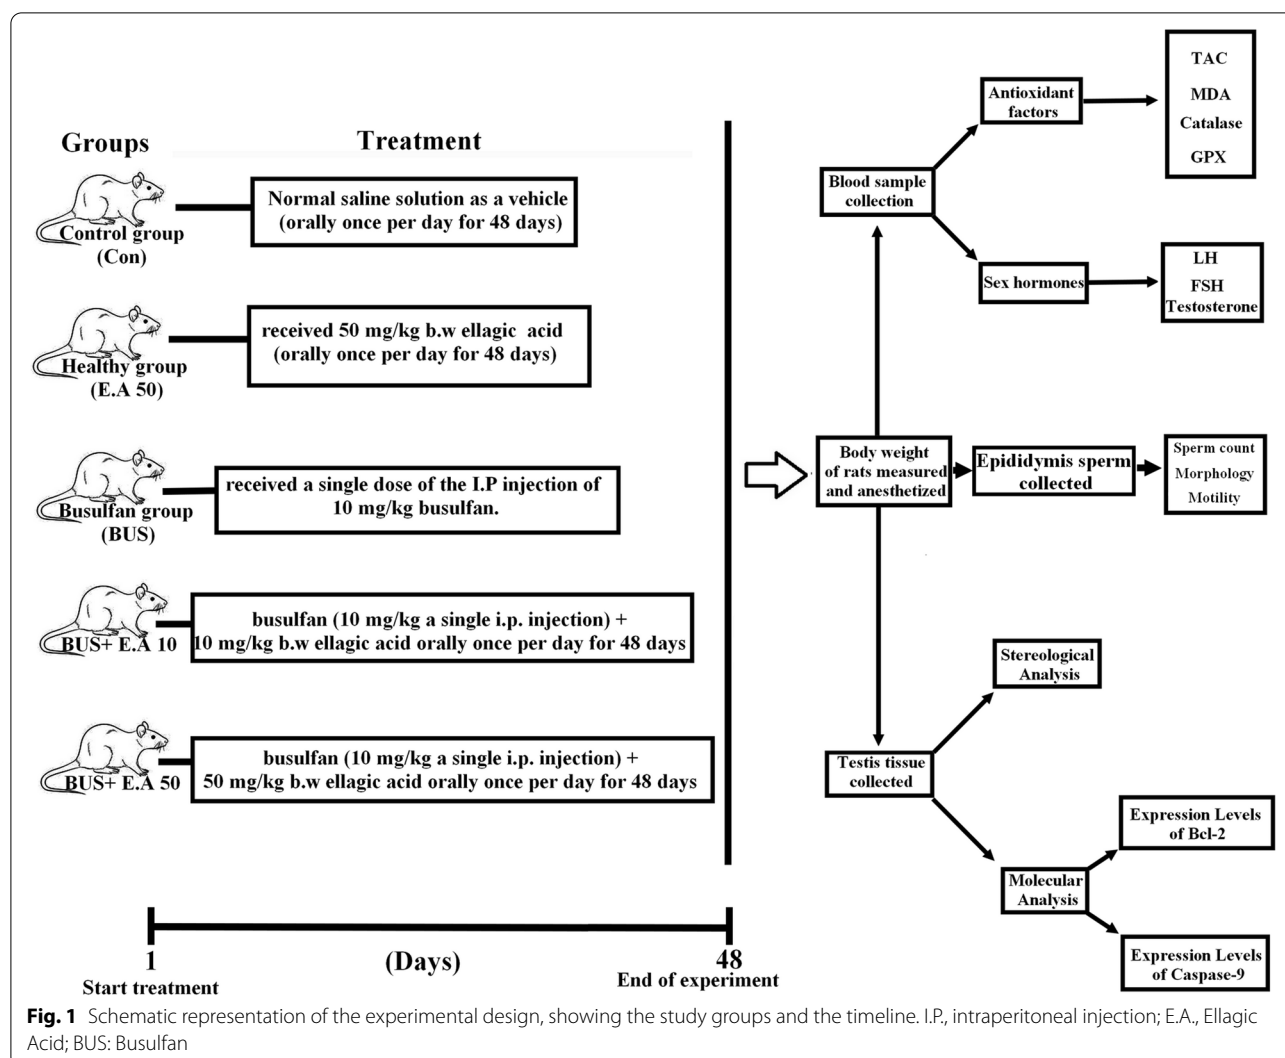 Groups
Treatment
Control group
(Con)
Normal saline solution as a vehicle
(orally once per day for 48 days)
Healthy group
(E.A 50)
received 50 mg/kg b.w ellagic acid
(orally once per day for 48 days)
Busulfan group
(BUS)
received a single dose of the I.P injection of
10 mg/kg busulfan.
BUS+ E.A 10
busulfan (10 mg/kg a single i.p. injection) +
10 mg/kg b.w ellagic acid orally once per day for 48 days
BUS+ E.A 50
busulfan (10 mg/kg a single i.p. injection) +
50 mg/kg b.w ellagic acid orally once per day for 48 days
1
(Days)
48
Start treatment
End of experiment
Body weight
of rats measured
and anesthetized
Blood sample
collection
Antioxidant
factors
TAC
MDA
Catalase
GPX
Sex hormones
LH
FSH
Testosterone
Epididymis sperm
collected
Sperm count
Morphology
Motility
Testis tissue
collected
Stereological
Analysis
Molecular
Analysis
Expression Levels
of Bcl-2
Expression Levels
of Caspase-9
Fig. 1 Schematic representation of the experimental design, showing the study groups and the timeline. I.P., intraperitoneal injection; E.A., Ellagic
Acid; BUS: Busulfan